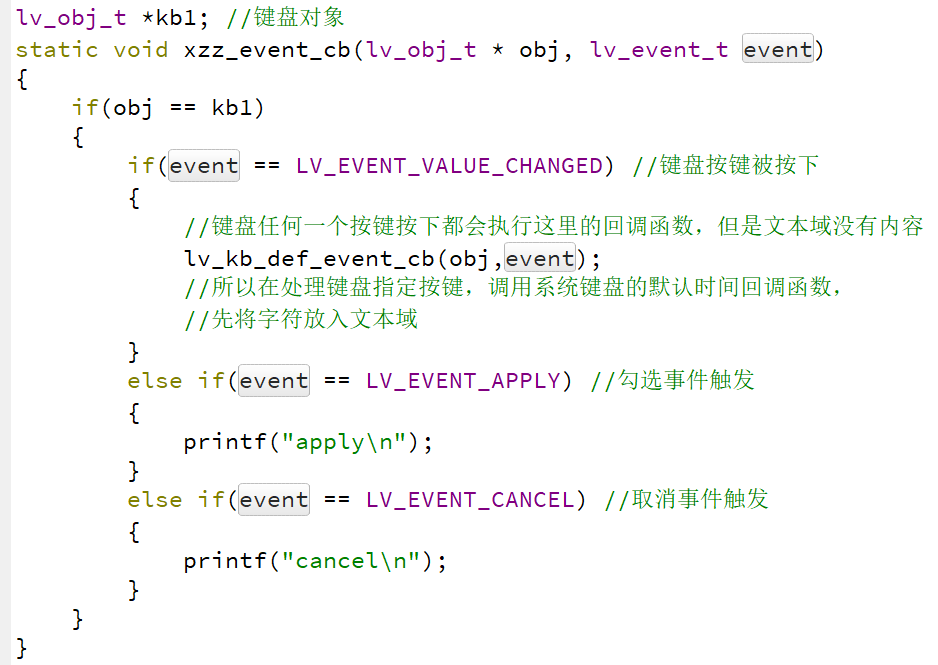 lv_obj_t *kb1; //键盘对象
static void xzz_event_cb(lv_obj_t * obj, lv_event_t event)
{
    if(obj == kb1)
    {
        if(event == LV_EVENT_VALUE_CHANGED) //键盘按键被按下
        {
            //键盘任何一个按键按下都会执行这里的回调函数，但是文本域没有内容
            lv_kb_def_event_cb(obj,event);
            //所以在处理键盘指定按键，调用系统键盘的默认时间回调函数，
            //先将字符放入文本域
        }
        else if(event == LV_EVENT_APPLY) //勾选事件触发
        {
            printf("apply\n");
        }
        else if(event == LV_EVENT_CANCEL) //取消事件触发
        {
            printf("cancel\n");
        }
    }
}